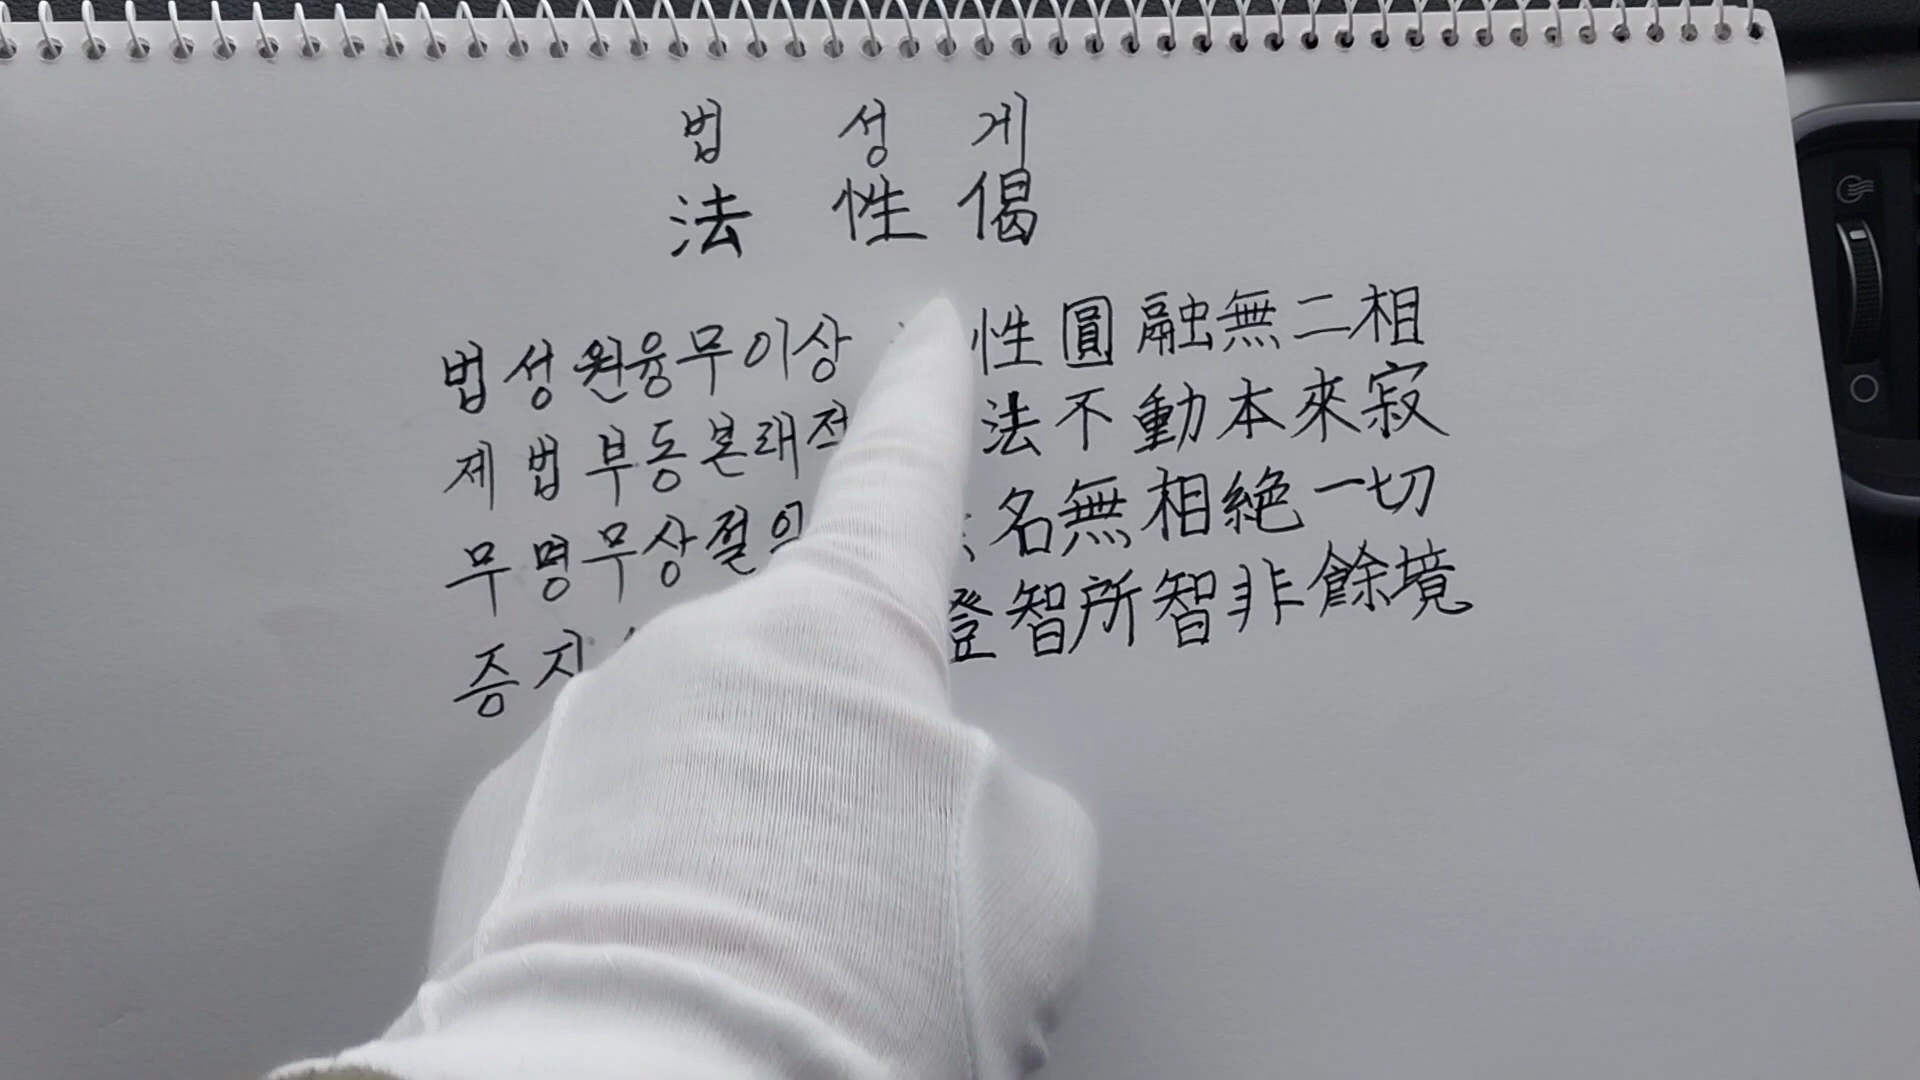 법 성 게
法 性 偈
법성원융무이상 性圓融無二相
제법부동본래적 法不動本來寂
무명무상절 名無相絶一切
증지 智所智非餘境